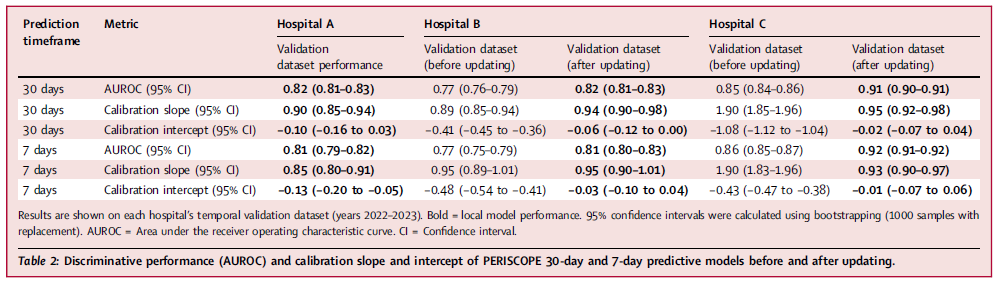 Prediction timeframe Metric Hospital A Hospital B Hospital C
Validation dataset performance Validation dataset (before updating) Validation dataset (after updating) Validation dataset (before updating) Validation dataset (after updating)
30 days AUROC (95% CI) 0.82 (0.81–0.83) 0.77 (0.76–0.79) 0.82 (0.81–0.83) 0.85 (0.84–0.86) 0.91 (0.90–0.91)
30 days Calibration slope (95% CI) 0.90 (0.85–0.94) 0.89 (0.85–0.94) 0.94 (0.90–0.98) 1.90 (1.85–1.96) 0.95 (0.92–0.98)
30 days Calibration intercept (95% CI) −0.10 (−0.16 to 0.03) −0.41 (−0.45 to −0.36) −0.06 (−0.12 to 0.00) −1.08 (−1.12 to −1.04) −0.02 (−0.07 to 0.04)
7 days AUROC (95% CI) 0.81 (0.79–0.82) 0.77 (0.75–0.79) 0.81 (0.80–0.83) 0.86 (0.85–0.87) 0.92 (0.91–0.92)
7 days Calibration slope (95% CI) 0.85 (0.80–0.91) 0.95 (0.89–1.01) 0.95 (0.90–1.01) 1.90 (1.83–1.96) 0.93 (0.90–0.97)
7 days Calibration intercept (95% CI) −0.13 (−0.20 to −0.05) −0.48 (−0.54 to −0.41) −0.03 (−0.10 to 0.04) −0.43 (−0.47 to −0.38) −0.01 (−0.07 to 0.06)
Results are shown on each hospital's temporal validation dataset (years 2022–2023). Bold = local model performance. 95% confidence intervals were calculated using bootstrapping (1000 samples with
replacement). AUROC = Area under the receiver operating characteristic curve. CI = Confidence interval.
Table 2: Discriminative performance (AUROC) and calibration slope and intercept of PERISCOPE 30-day and 7-day predictive models before and after updating.